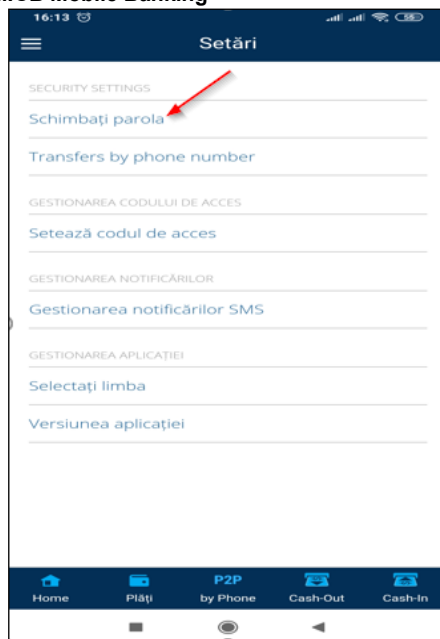 Mobile Banking
16:13
Setări
SECURITY SETTINGS
Schimbați parola
Transfers by phone number
GESTIONAREA CODULUI DE ACCES
Setează codul de acces
GESTIONAREA NOTIFICĂRILOR
Gestionarea notificărilor SMS
GESTIONAREA APLICAȚIEI
Selectați limba
Versiunea aplicației
P2P
Home Plăți by Phone Cash-Out Cash-In